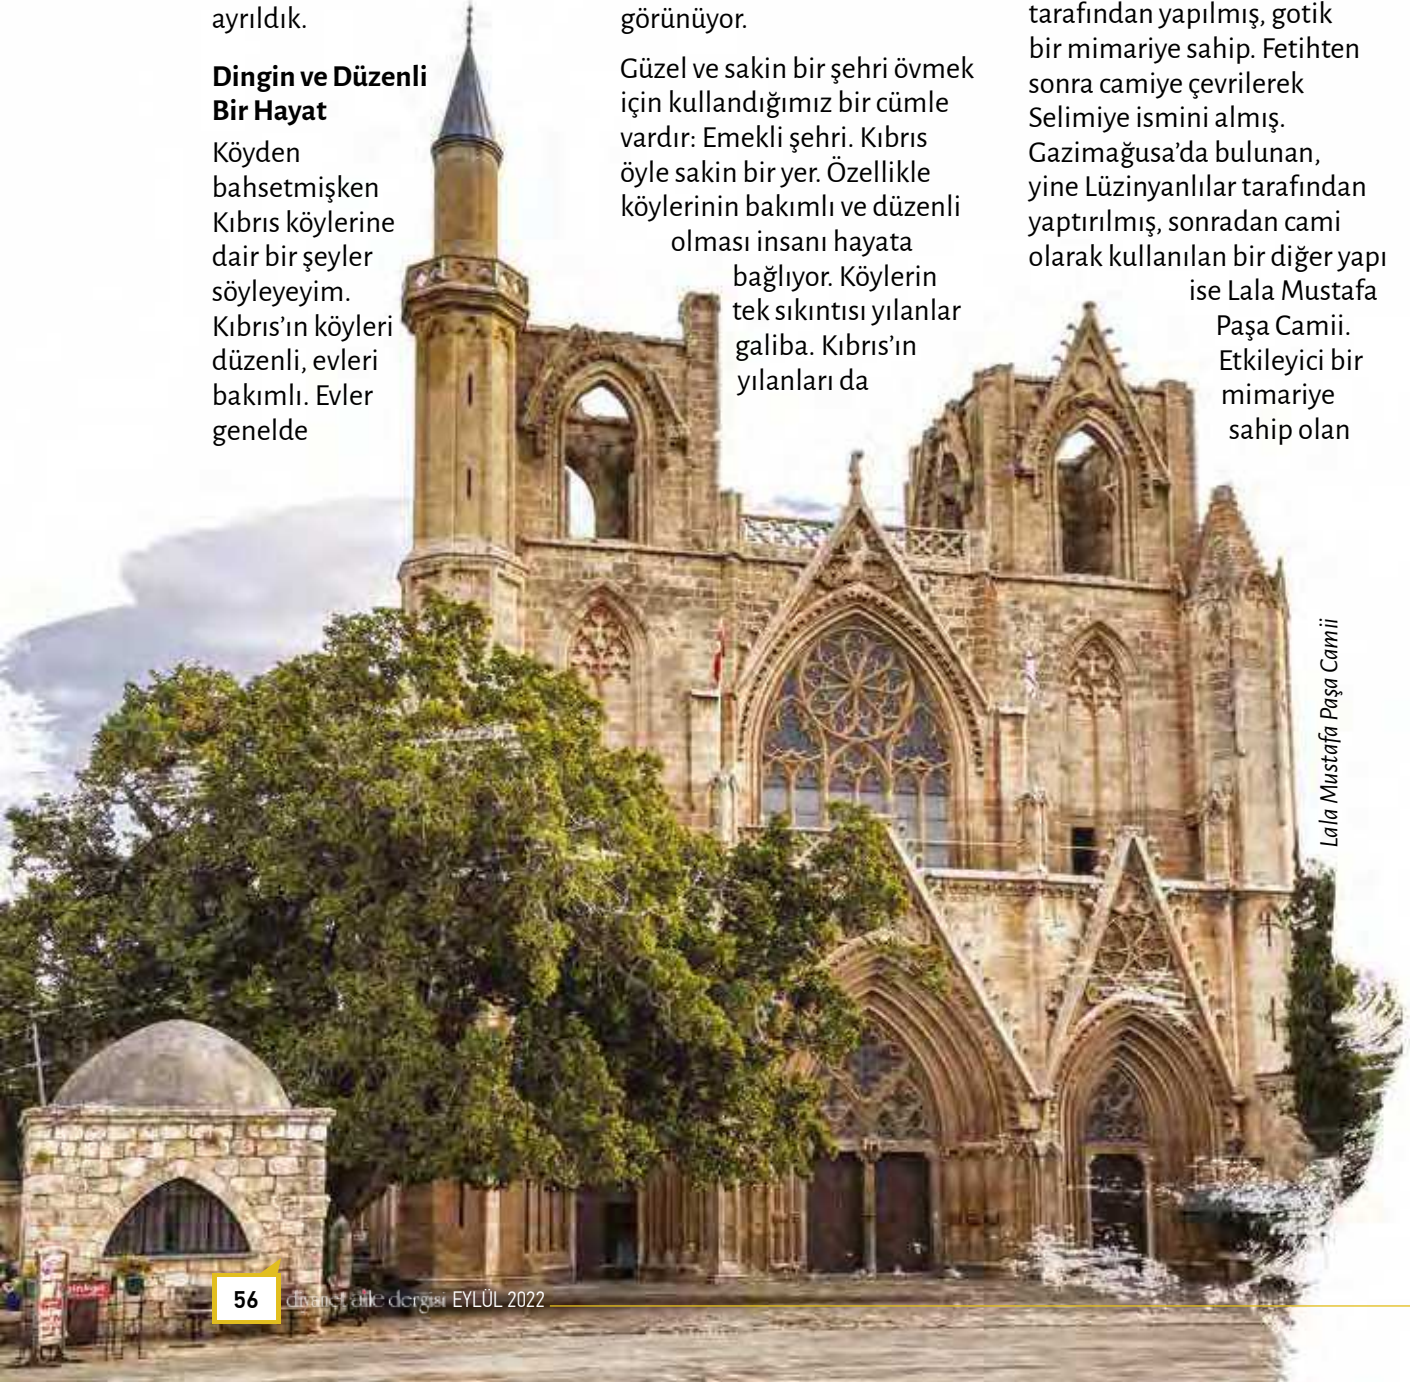 ayrıldık.
Dingin ve Düzenli
Bir Hayat
Köyden
bahsetmişken
Kıbrıs köylerine
dair bir şeyler
söyleyeyim.
Kıbrıs’ın köyleri
düzenli, evleri
bakımlı. Evler
genelde
görünüyor.
Güzel ve sakin bir şehri övmek
için kullandığımız bir cümle
vardır: Emekli şehri. Kıbrıs
öyle sakin bir yer. Özellikle
köylerinin bakımlı ve düzenli
olması insanı hayata
bağlıyor. Köylerin
tek sıkıntısı yılanlar
galiba. Kıbrıs’ın
yılanları da
tarafından yapılmış, gotik
bir mimariye sahip. Fetihten
sonra camiye çevrilerek
Selimiye ismini almış.
Gazimağusa’da bulunan,
yine Lüzinyanlılar tarafından
yaptırılmış, sonradan cami
olarak kullanılan bir diğer yapı
ise Lala Mustafa
Paşa Camii.
Etkileyici bir
mimariye
sahip olan
Lala Mustafa Paşa Camii
56 diyanet aile dergisi EYLÜL 2022